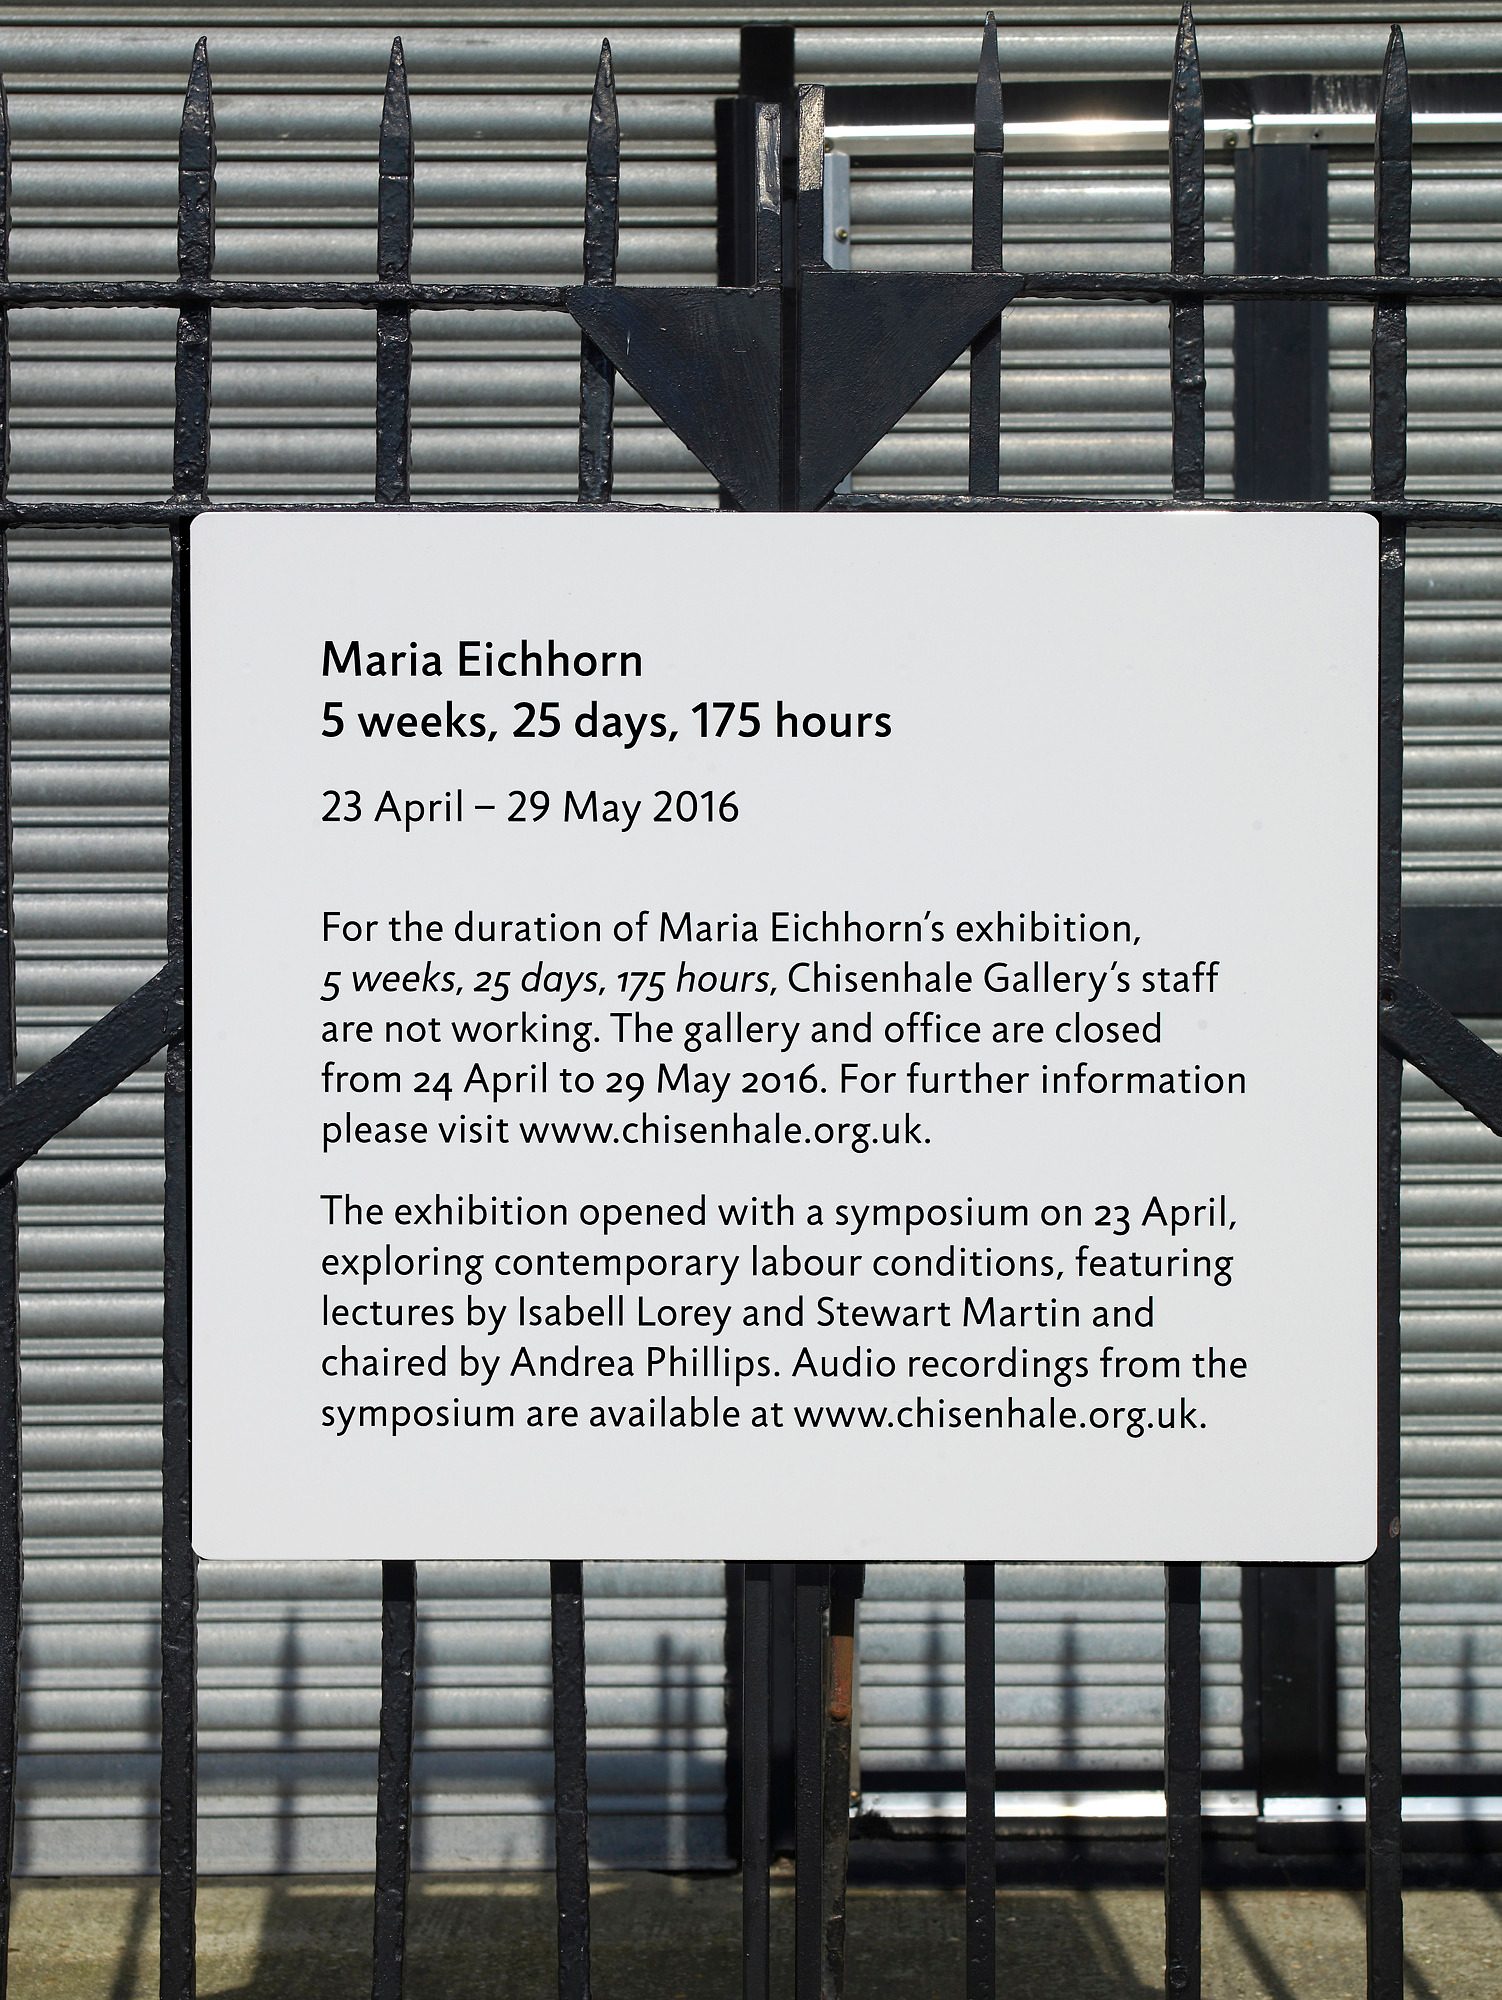 Maria Eichhorn
5 weeks, 25 days, 175 hours
23 April – 29 May 2016
For the duration of Maria Eichhorn’s exhibition,
5 weeks, 25 days, 175 hours, Chisenhale Gallery’s staff
are not working. The gallery and office are closed
from 24 April to 29 May 2016. For further information
please visit www.chisenhale.org.uk.
The exhibition opened with a symposium on 23 April,
exploring contemporary labour conditions, featuring
lectures by Isabell Lorey and Stewart Martin and
chaired by Andrea Phillips. Audio recordings from the
symposium are available at www.chisenhale.org.uk.